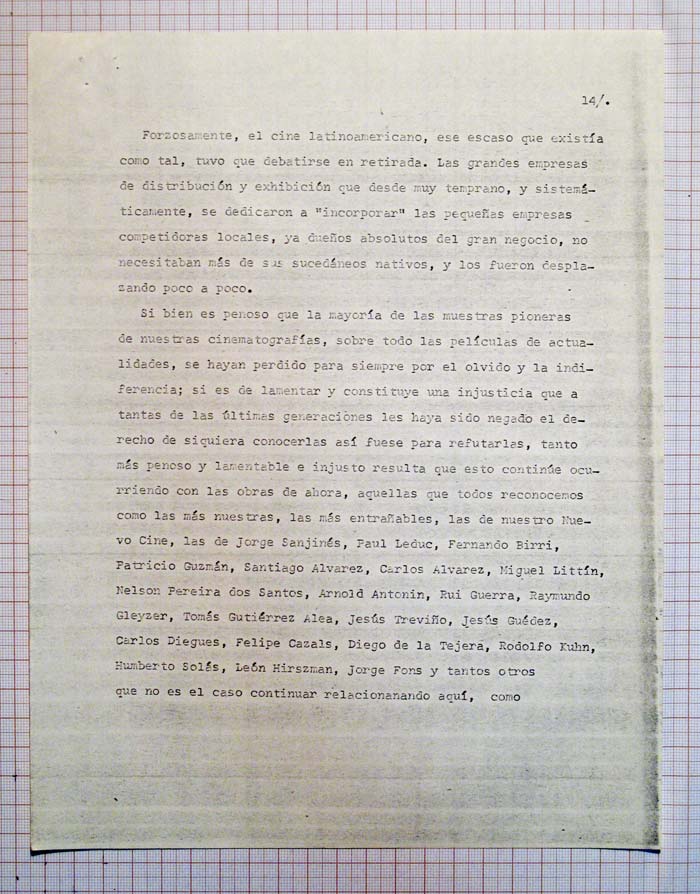 14/.
Forzosamente, el cine latinoamericano, ese escaso que existía
como tal, tuvo que debatirse en retirada. Las grandes empresas
de distribución y exhibición que desde muy temprano, y sistemá-
ticamente, se dedicaron a "incorporar" las pequeñas empresas
competidoras locales, ya dueños absolutos del gran negocio, no
necesitaban más de sus sucedáneos nativos, y los fueron despla-
zando poco a poco.
Si bien es penoso que la mayoría de las muestras pioneras
de nuestras cinematografías, sobre todo las películas de actua-
lidades, se hayan perdido para siempre por el olvido y la indi-
ferencia; si es de lamentar y constituye una injusticia que a
tantas de las últimas generaciones les haya sido negado el de-
recho de siquiera conocerlas así fuese para refutarlas, tanto
más penoso y lamentable e injusto resulta que esto continúe ocu-
rriendo con las obras de ahora, aquellas que todos reconocemos
como las más nuestras, las más entrañables, las de nuestro Nue-
vo Cine, las de Jorge Sanjinés, Paul Leduc, Fernando Birri,
Patricio Guzmán, Santiago Alvarez, Carlos Alvarez, Miguel Littín,
Nelson Pereira dos Santos, Arnold Antonin, Rui Guerra, Raymundo
Gleyzer, Tomás Gutiérrez Alea, Jesús Treviño, Jesús Guédez,
Carlos Diegues, Felipe Cazals, Diego de la Tejera, Rodolfo Kuhn,
Humberto Solás, León Hirszman, Jorge Fons y tantos otros
que no es el caso continuar relacionanando aquí, como